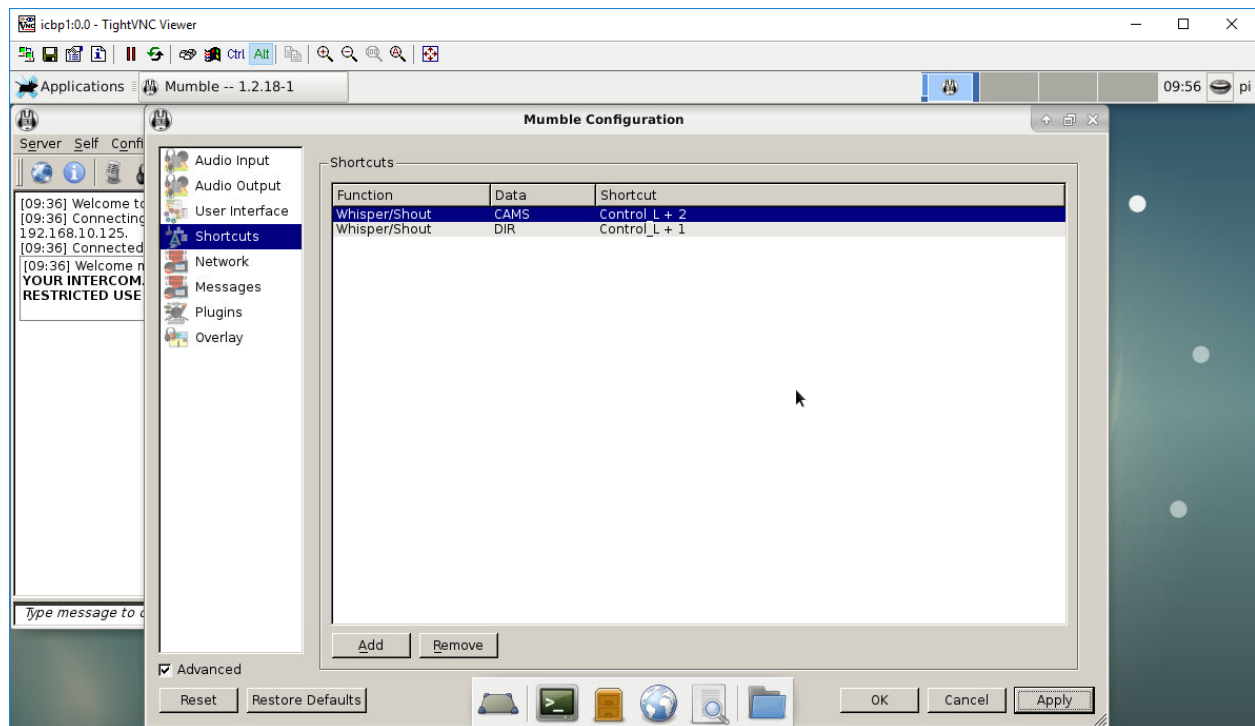 icbp1:0.0 - TightVNC Viewer
Ctrl Alt
Applications Mumble -- 1.2.18-1 09:56 pi
Mumble Configuration
Server Self Confi
[09:36] Welcome to
[09:36] Connecting
192.168.10.125.
[09:36] Connected
[09:36] Welcome m
YOUR INTERCOM.
RESTRICTED USE
Type message to c
Audio Input
Audio Output
User Interface
Shortcuts
Network
Messages
Plugins
Overlay
Shortcuts
Function Data Shortcut
Whisper/Shout CAMS Control_L + 2
Whisper/Shout DIR Control_L + 1
Add Remove
Advanced
Reset Restore Defaults OK Cancel Apply